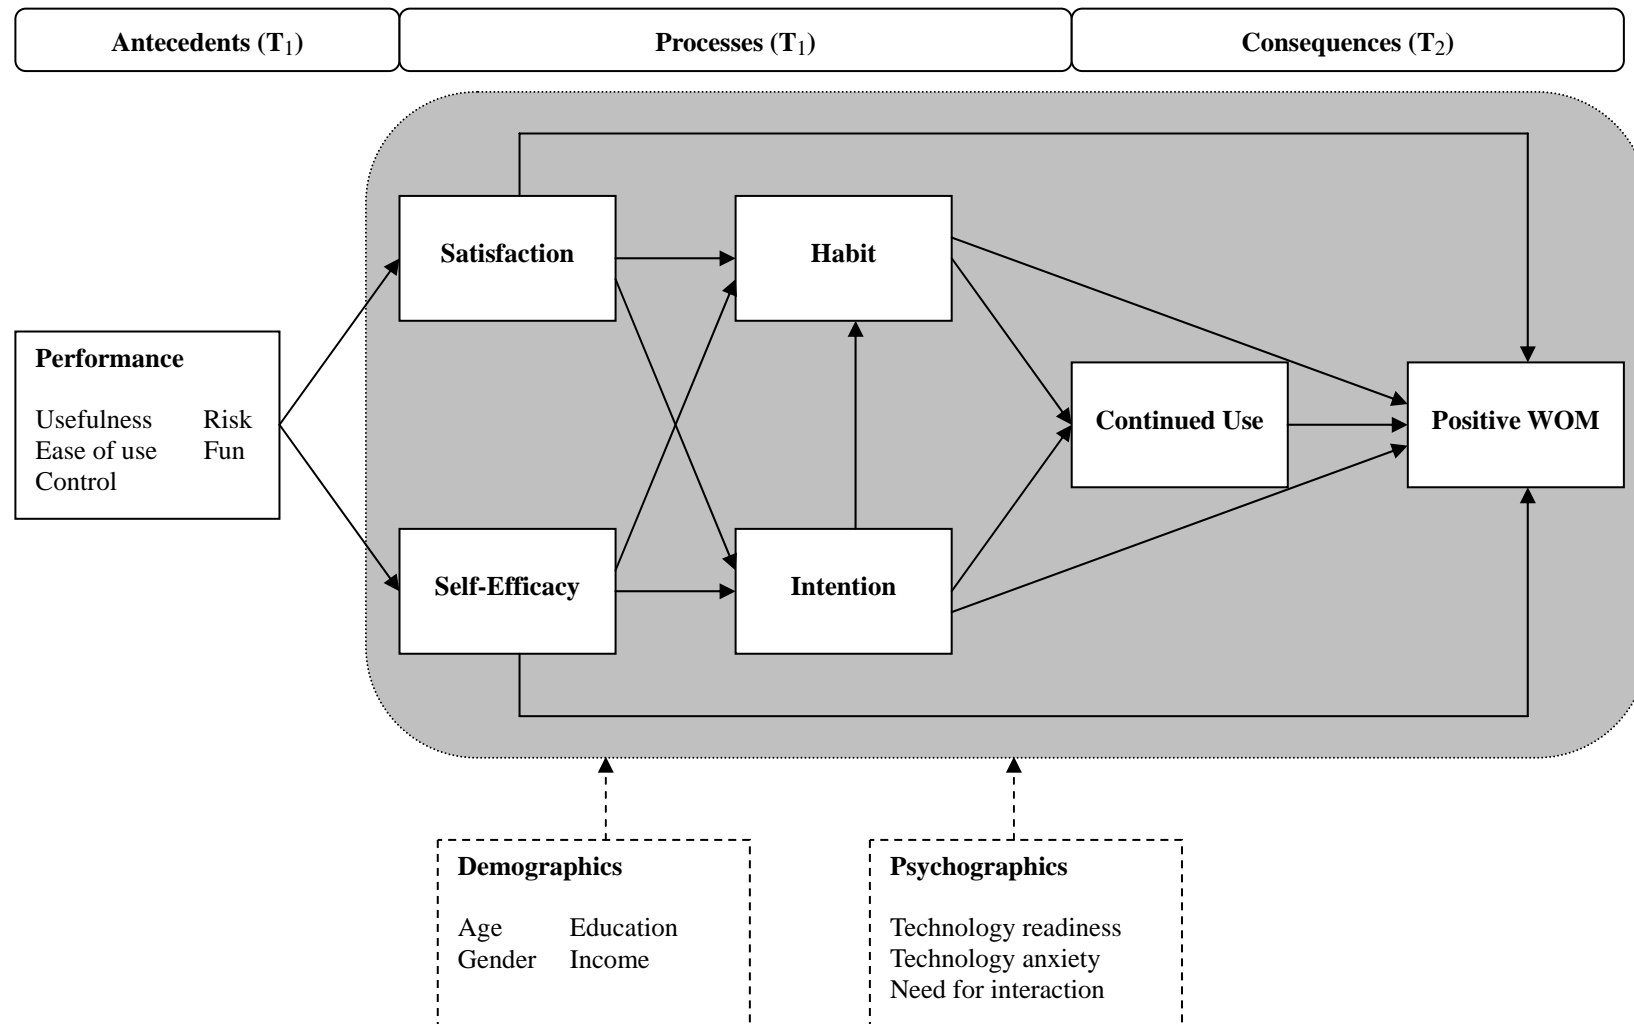 Antecedents (T1)
Processes (T1)
Consequences (T2)
Satisfaction
Habit
Performance
Usefulness Risk
Ease of use Fun
Control
Continued Use
Positive WOM
Self-Efficacy
Intention
Demographics
Age Education
Gender Income
Psychographics
Technology readiness
Technology anxiety
Need for interaction